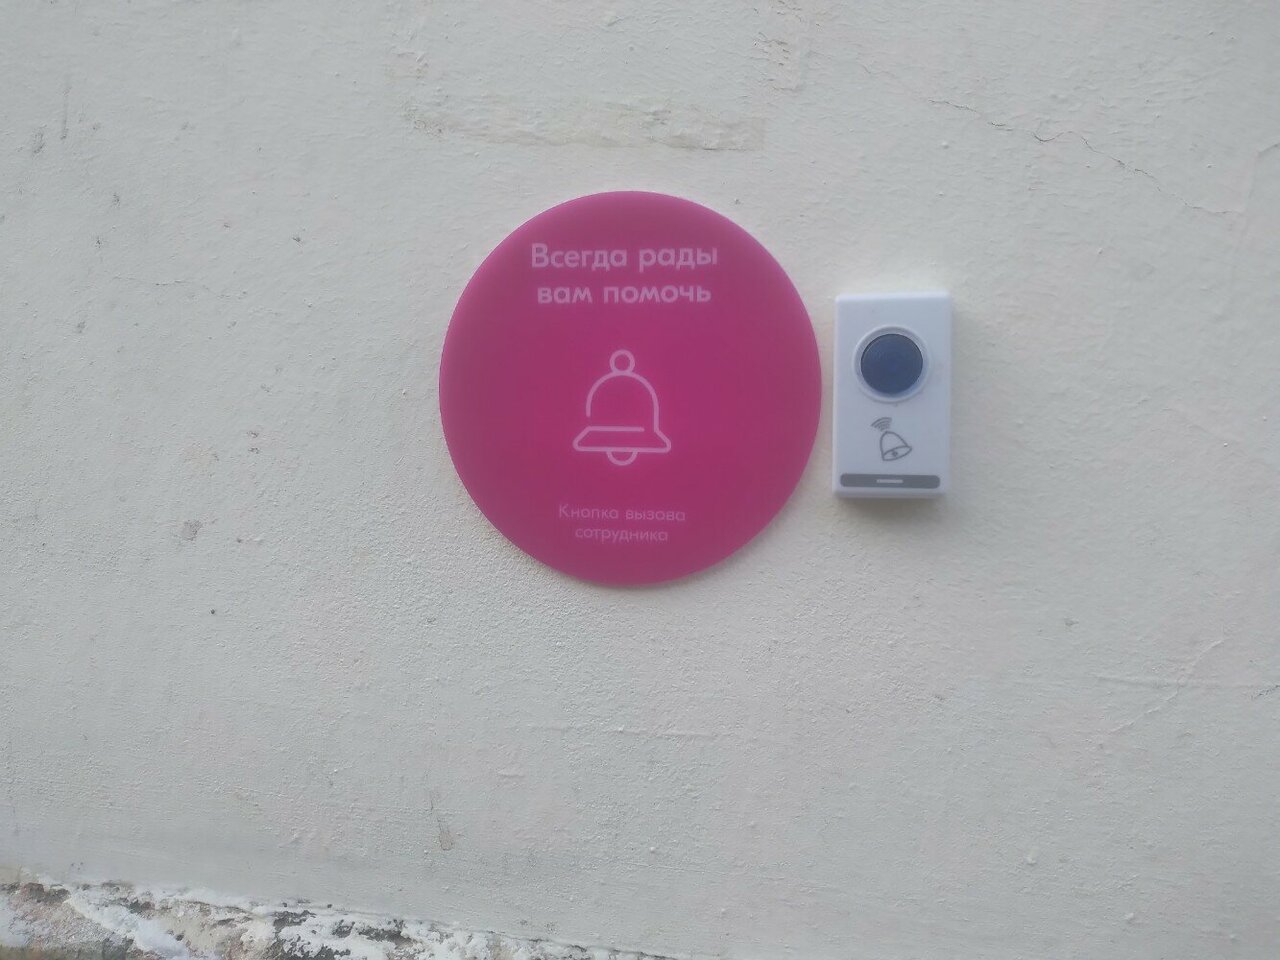 Всегда рады
вам помочь
Кнопка вызова
сотрудника